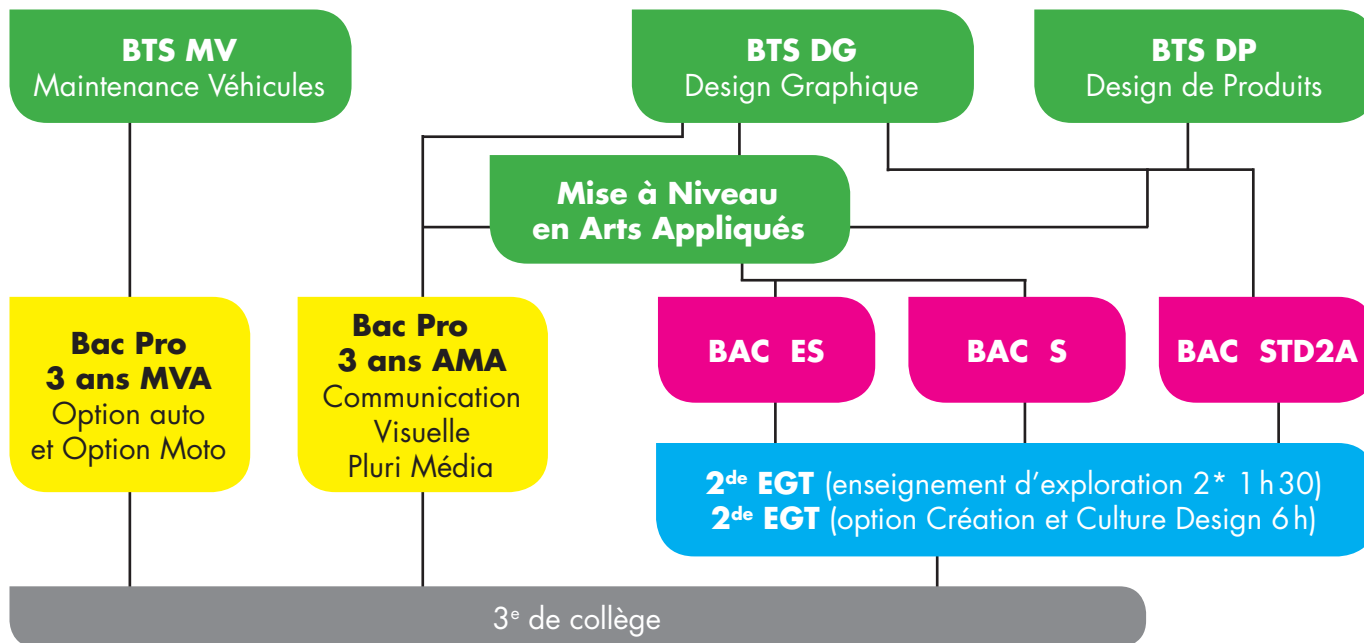 BTS MV
Maintenance Véhicules
BTS DG
Design Graphique
BTS DP
Design de Produits
Mise à Niveau
en Arts Appliqués
Bac Pro
3 ans MVA
Option auto
et Option Moto
Bac Pro
3 ans AMA
Communication
Visuelle
Pluri Média
BAC ES
BAC S
BAC STD2A
2de EGT (enseignement d’exploration 2* 1 h 30)
2de EGT (option Création et Culture Design 6 h)
3e de collège